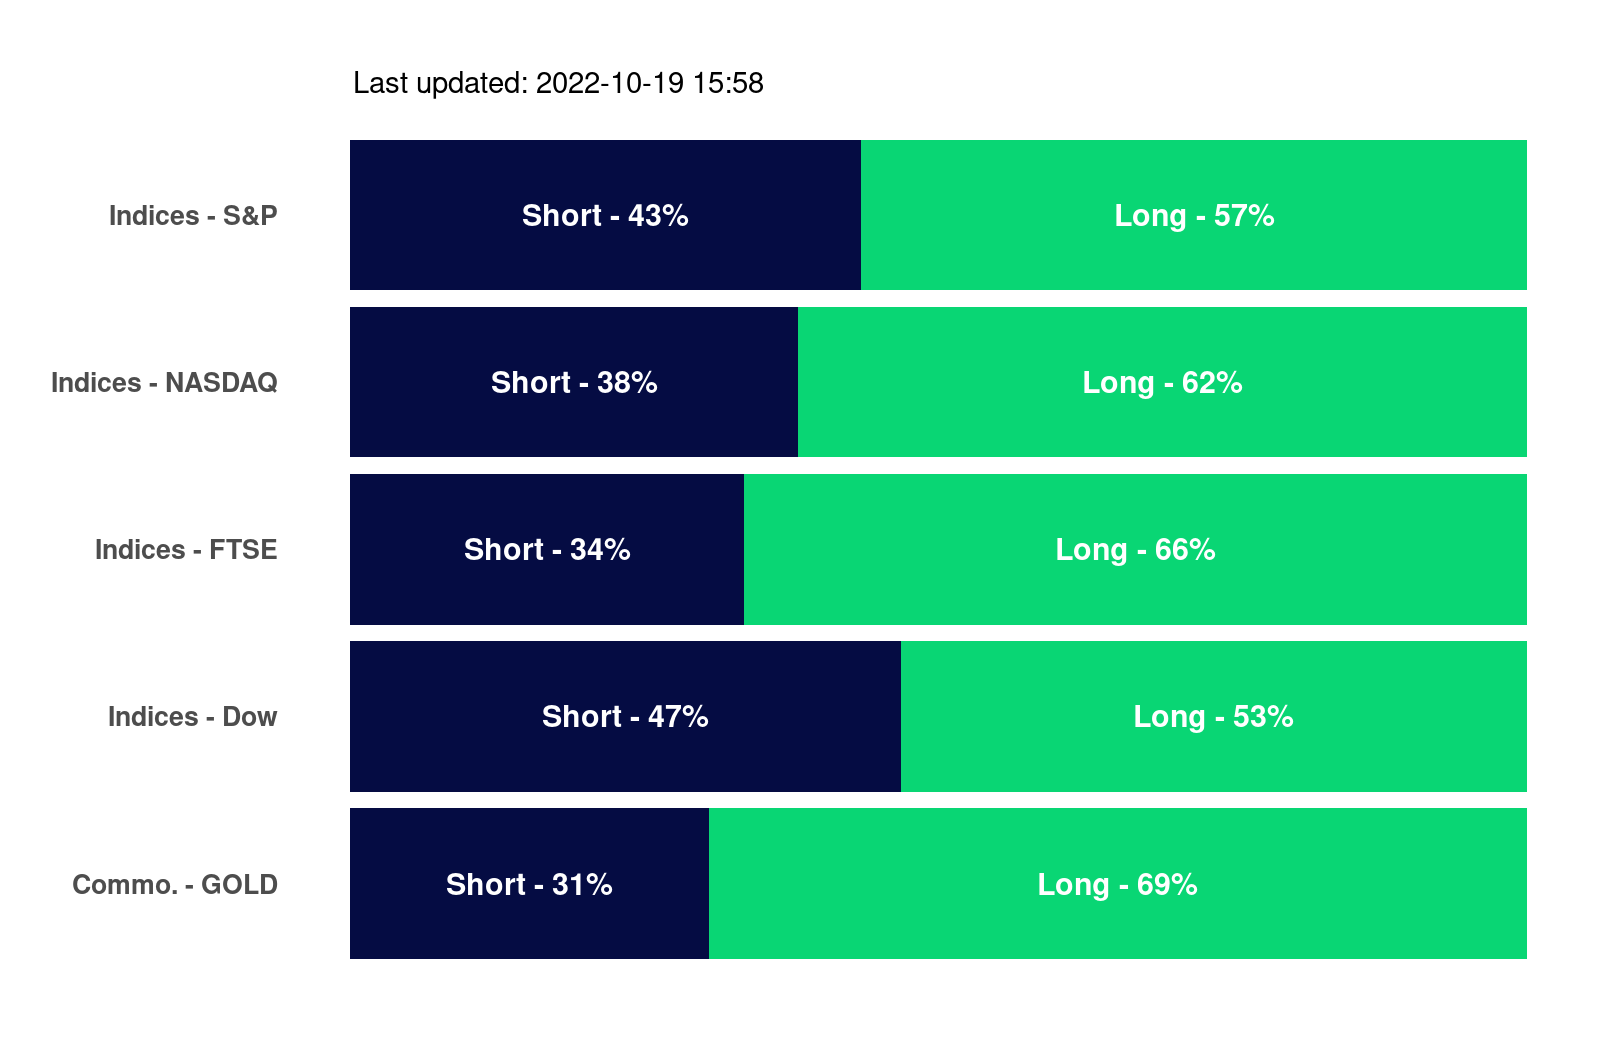 Last updated: 2022-10-19 15:58
Indices - S&P Short - 43% Long - 57%
Indices - NASDAQ Short - 38% Long - 62%
Indices - FTSE Short - 34% Long - 66%
Indices - Dow Short - 47% Long - 53%
Commo. - GOLD Short - 31% Long - 69%